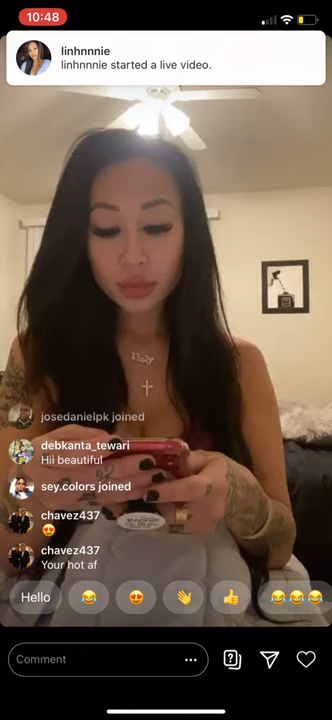 10:48
linhnnnie
linhnnnie started a live video.
josedanielpk joined
debkanta_tewari
Hii beautiful
sey.colors joined
chavez437
😍
chavez437
Your hot af
Hello 😂 😍 👋 👍 😂😂😂
Comment